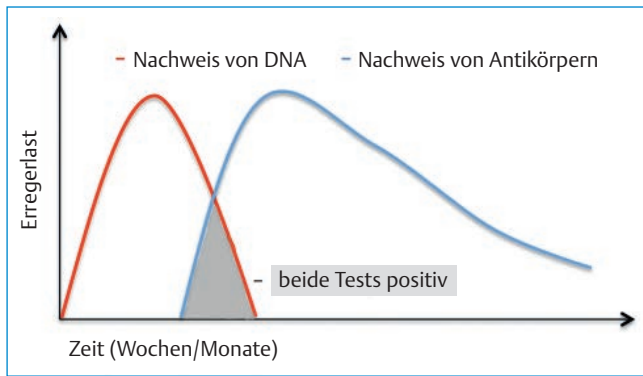 – Nachweis von DNA – Nachweis von Antikörpern
Erregerlast
– beide Tests positiv
Zeit (Wochen/Monate)